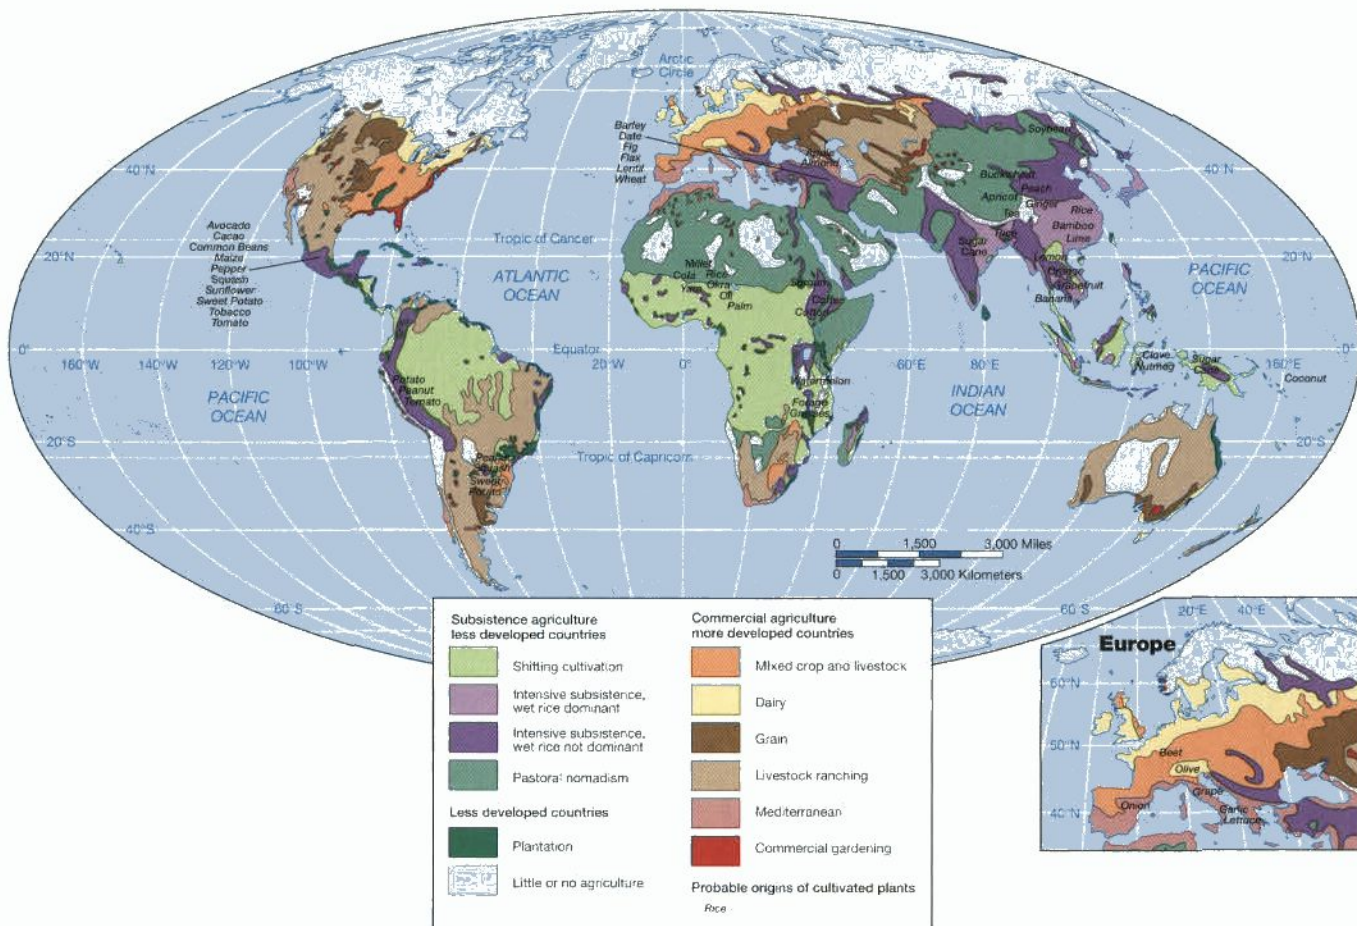 Arctic
Circle
Barley
Date
Fig
Flax
Lentil
Wheat
Soybean
40°N
40°N
Buckwheat
Apricot
Peach
Ginger
Tea
Rice
Bamboo
Lime
Avocado
Cacao
Common Beans
Maize
Pepper
Squash
Sunflower
Sweet Potato
Tobacco
Tomato
Tropic of Cancer
20°N
20°N
ATLANTIC
OCEAN
PACIFIC
OCEAN
Millet
Cola
Rice
Yam
Okra
Oil
Palm
Sorghum
Coffee
Cotton
Sugar
Cane
Rice
Lemon
Orange
Grapefruit
Banana
Equator
0°
160°W
140°W
120°W
100°W
20°W
0°
60°E
80°E
160°E
Clove
Nutmeg
Sugar
Cane
Coconut
Potato
Peanut
Tomato
PACIFIC
OCEAN
Watermelon
Forage
Grasses
INDIAN
OCEAN
20°S
20°S
Tropic of Capricorn
Sweet
Potato
40°S
40°S
0 1,500 3,000 Miles
0 1,500 3,000 Kilometers
60°S
60°S
Subsistence agriculture
less developed countries
Shifting cultivation
Intensive subsistence,
wet rice dominant
Intensive subsistence,
wet rice not dominant
Pastoral nomadism
Less developed countries
Plantation
Little or no agriculture
Commercial agriculture
more developed countries
Mixed crop and livestock
Dairy
Grain
Livestock ranching
Mediterranean
Commercial gardening
Probable origins of cultivated plants
Rice
20°E
40°E
Europe
60°N
50°N
40°N
Beet
Olive
Grape
Onion
Garlic
Lettuce